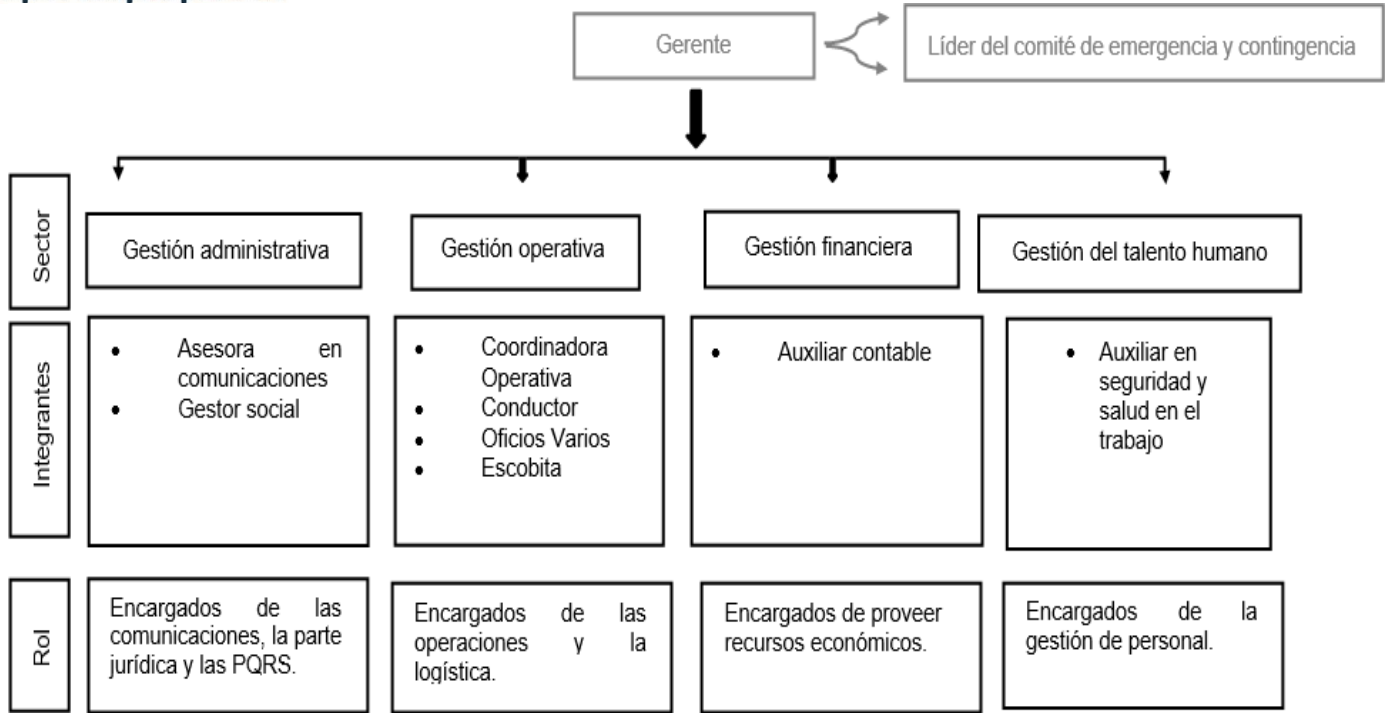 Gerente
Líder del comité de emergencia y contingencia
Sector
Gestión administrativa
Gestión operativa
Gestión financiera
Gestión del talento humano
Integrantes
• Asesora en
comunicaciones
• Gestor social
• Coordinadora
Operativa
• Conductor
• Oficios Varios
• Escobita
• Auxiliar contable
• Auxiliar en
seguridad y
salud en el
trabajo
Rol
Encargados de las
comunicaciones, la parte
jurídica y las PQRS.
Encargados de las
operaciones y la
logística.
Encargados de proveer
recursos económicos.
Encargados de la
gestión de personal.